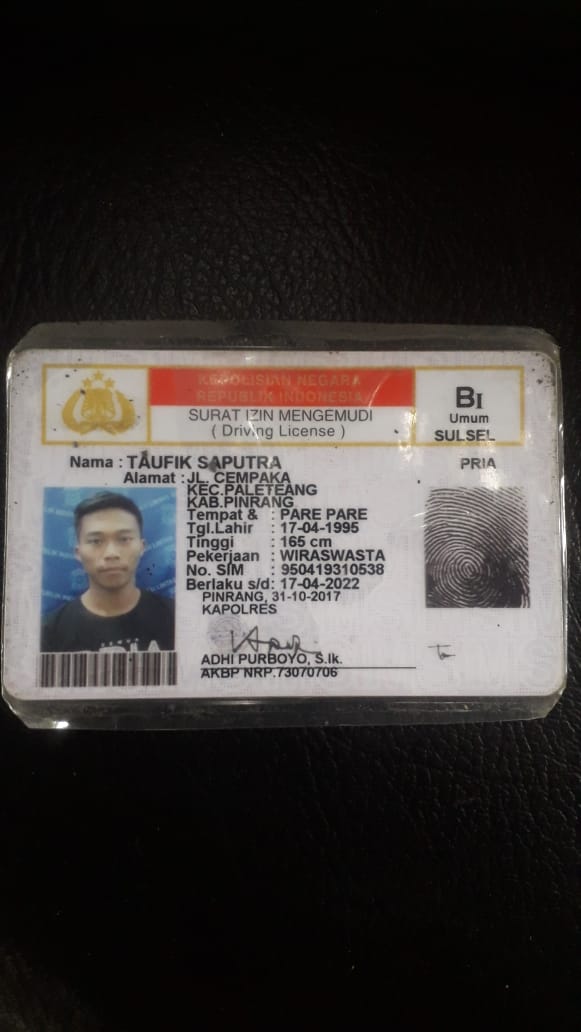 KEPOLISIAN NEGARA
REPUBLIK INDONESIA
SURAT IZIN MENGEMUDI
( Driving License )
BI
Umum
SULSEL
Nama : TAUFIK SAPUTRA
PRIA
Alamat : JL. CEMPAKA
KEC.PALETEANG
KAB.PINRANG
Tempat & : PARE PARE
Tgl.Lahir : 17-04-1995
Tinggi : 165 cm
Pekerjaan : WIRASWASTA
No. SIM : 950419310538
Berlaku s/d: 17-04-2022
PINRANG, 31-10-2017
KAPOLRES
ADHI PURBOYO, S.Ik.
AKBP NRP.73070706